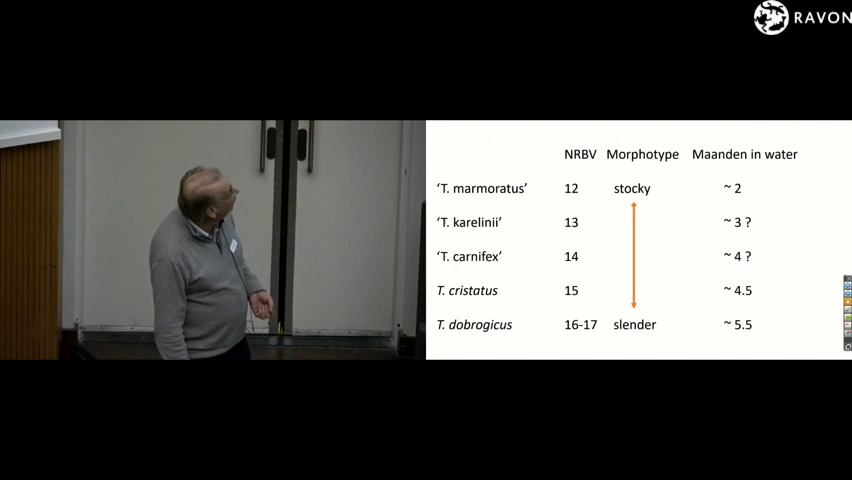 RAVON
NRBV Morphotype Maanden in water
‘T. marmoratus’ 12 stocky ~ 2
‘T. karelinii’ 13 ~ 3 ?
‘T. carnifex’ 14 ~ 4 ?
T. cristatus 15 ~ 4.5
T. dobrogicus 16-17 slender ~ 5.5